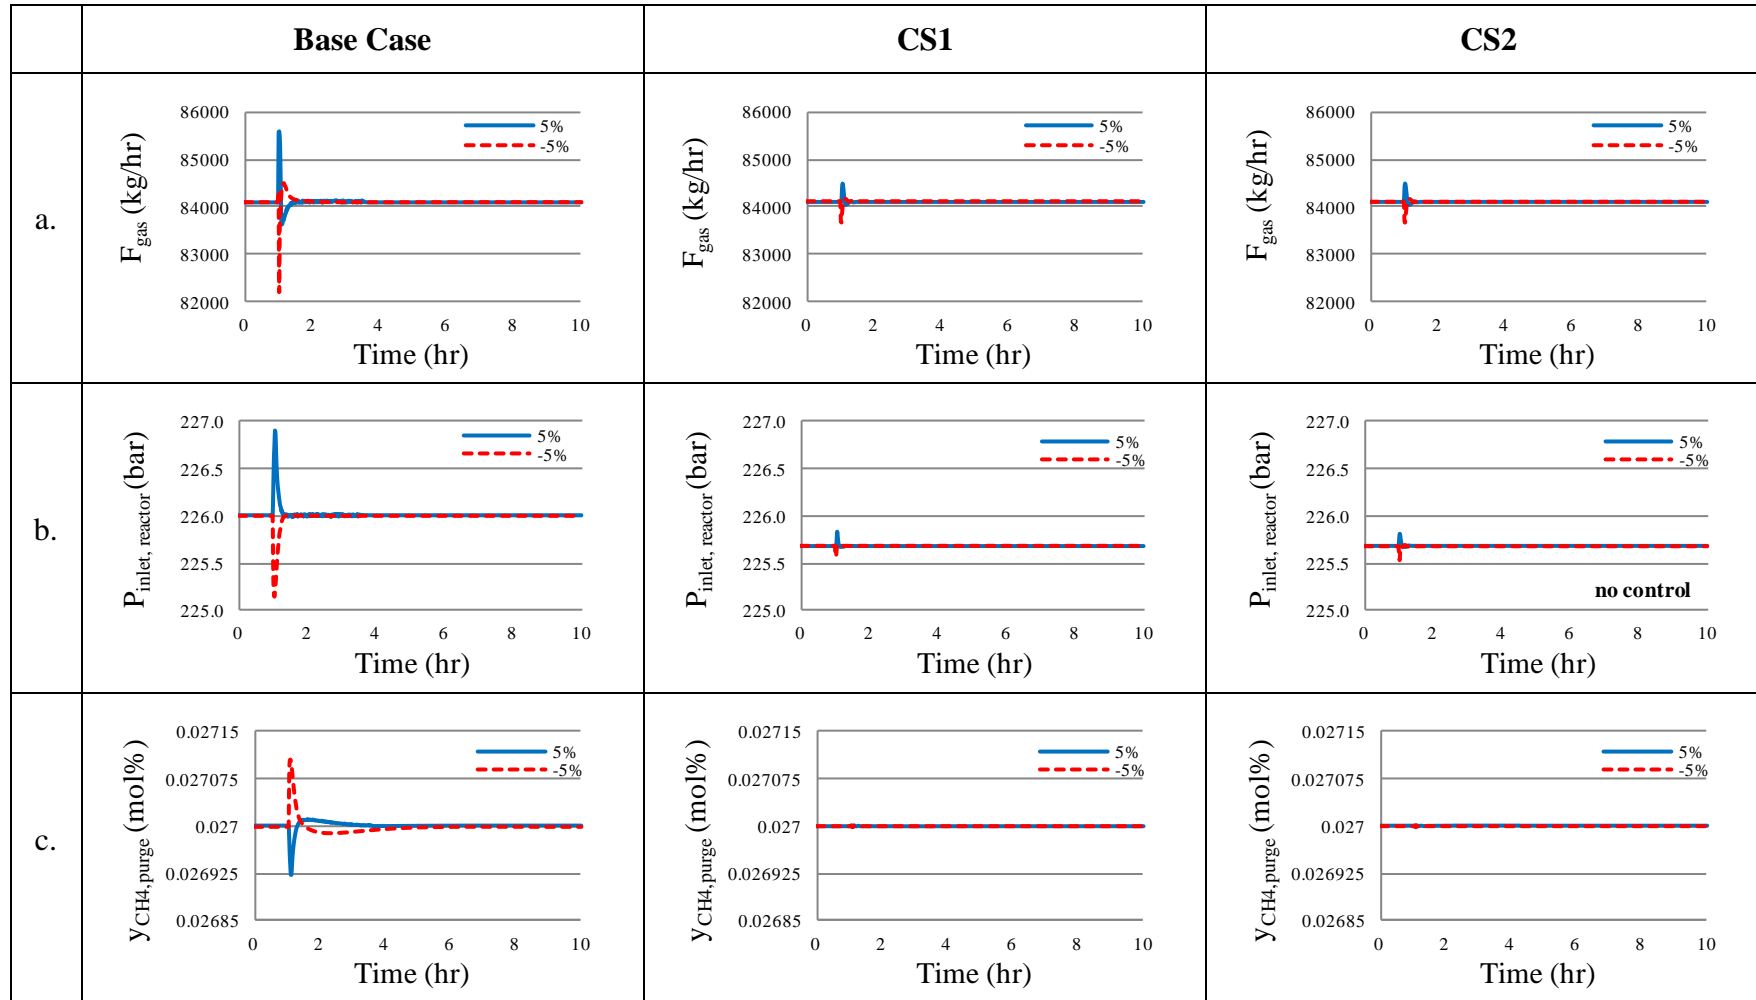 Base Case
CS1
CS2
a.
F_gas (kg/hr)
86000
85000
84000
83000
82000
5%
-5%
0 2 4 6 8 10
Time (hr)
F_gas (kg/hr)
86000
85000
84000
83000
82000
5%
-5%
0 2 4 6 8 10
Time (hr)
F_gas (kg/hr)
86000
85000
84000
83000
82000
5%
-5%
0 2 4 6 8 10
Time (hr)
b.
P_inlet, reactor (bar)
227.0
226.5
226.0
225.5
225.0
5%
-5%
0 2 4 6 8 10
Time (hr)
P_inlet, reactor (bar)
227.0
226.5
226.0
225.5
225.0
5%
-5%
0 2 4 6 8 10
Time (hr)
P_inlet, reactor (bar)
227.0
226.5
226.0
225.5
225.0
5%
-5%
no control
0 2 4 6 8 10
Time (hr)
c.
y_CH4,purge (mol%)
0.02715
0.027075
0.027
0.026925
0.02685
5%
-5%
0 2 4 6 8 10
Time (hr)
y_CH4,purge (mol%)
0.02715
0.027075
0.027
0.026925
0.02685
5%
-5%
0 2 4 6 8 10
Time (hr)
y_CH4,purge (mol%)
0.02715
0.027075
0.027
0.026925
0.02685
5%
-5%
0 2 4 6 8 10
Time (hr)